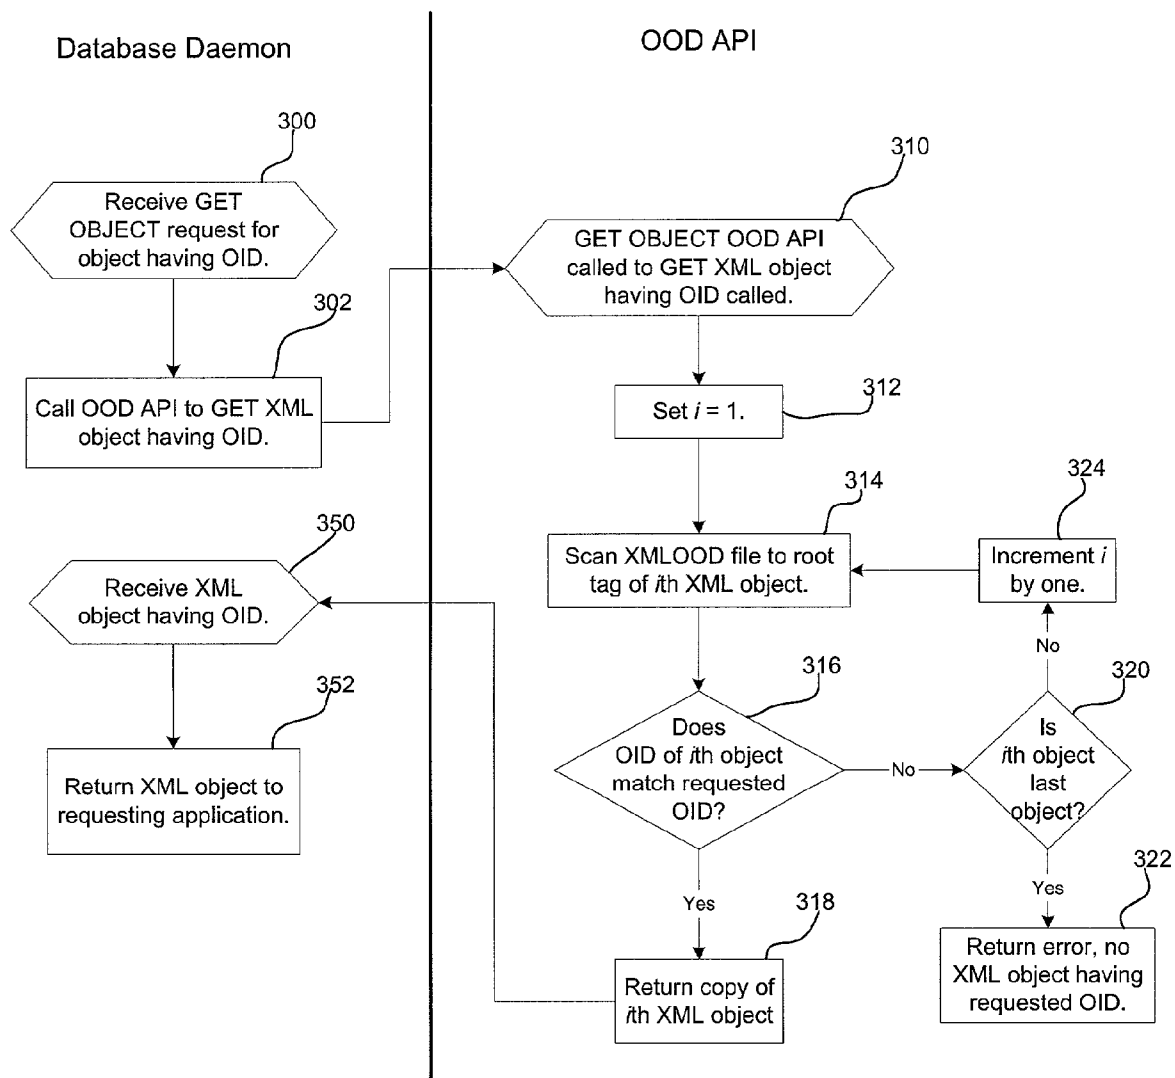 Database Daemon
300
Receive GET
OBJECT request for
object having OID.
302
Call OOD API to GET XML
object having OID.
350
Receive XML
object having OID.
352
Return XML object to
requesting application.
OOD API
310
GET OBJECT OOD API
called to GET XML object
having OID called.
312
Set i = 1.
314
Scan XMLOOD file to root
tag of ith XML object.
324
Increment i
by one.
316
Does
OID of ith object
match requested
OID?
No
No
320
Is
ith object
last
object?
Yes
318
Return copy of
ith XML object
Yes
322
Return error, no
XML object having
requested OID.